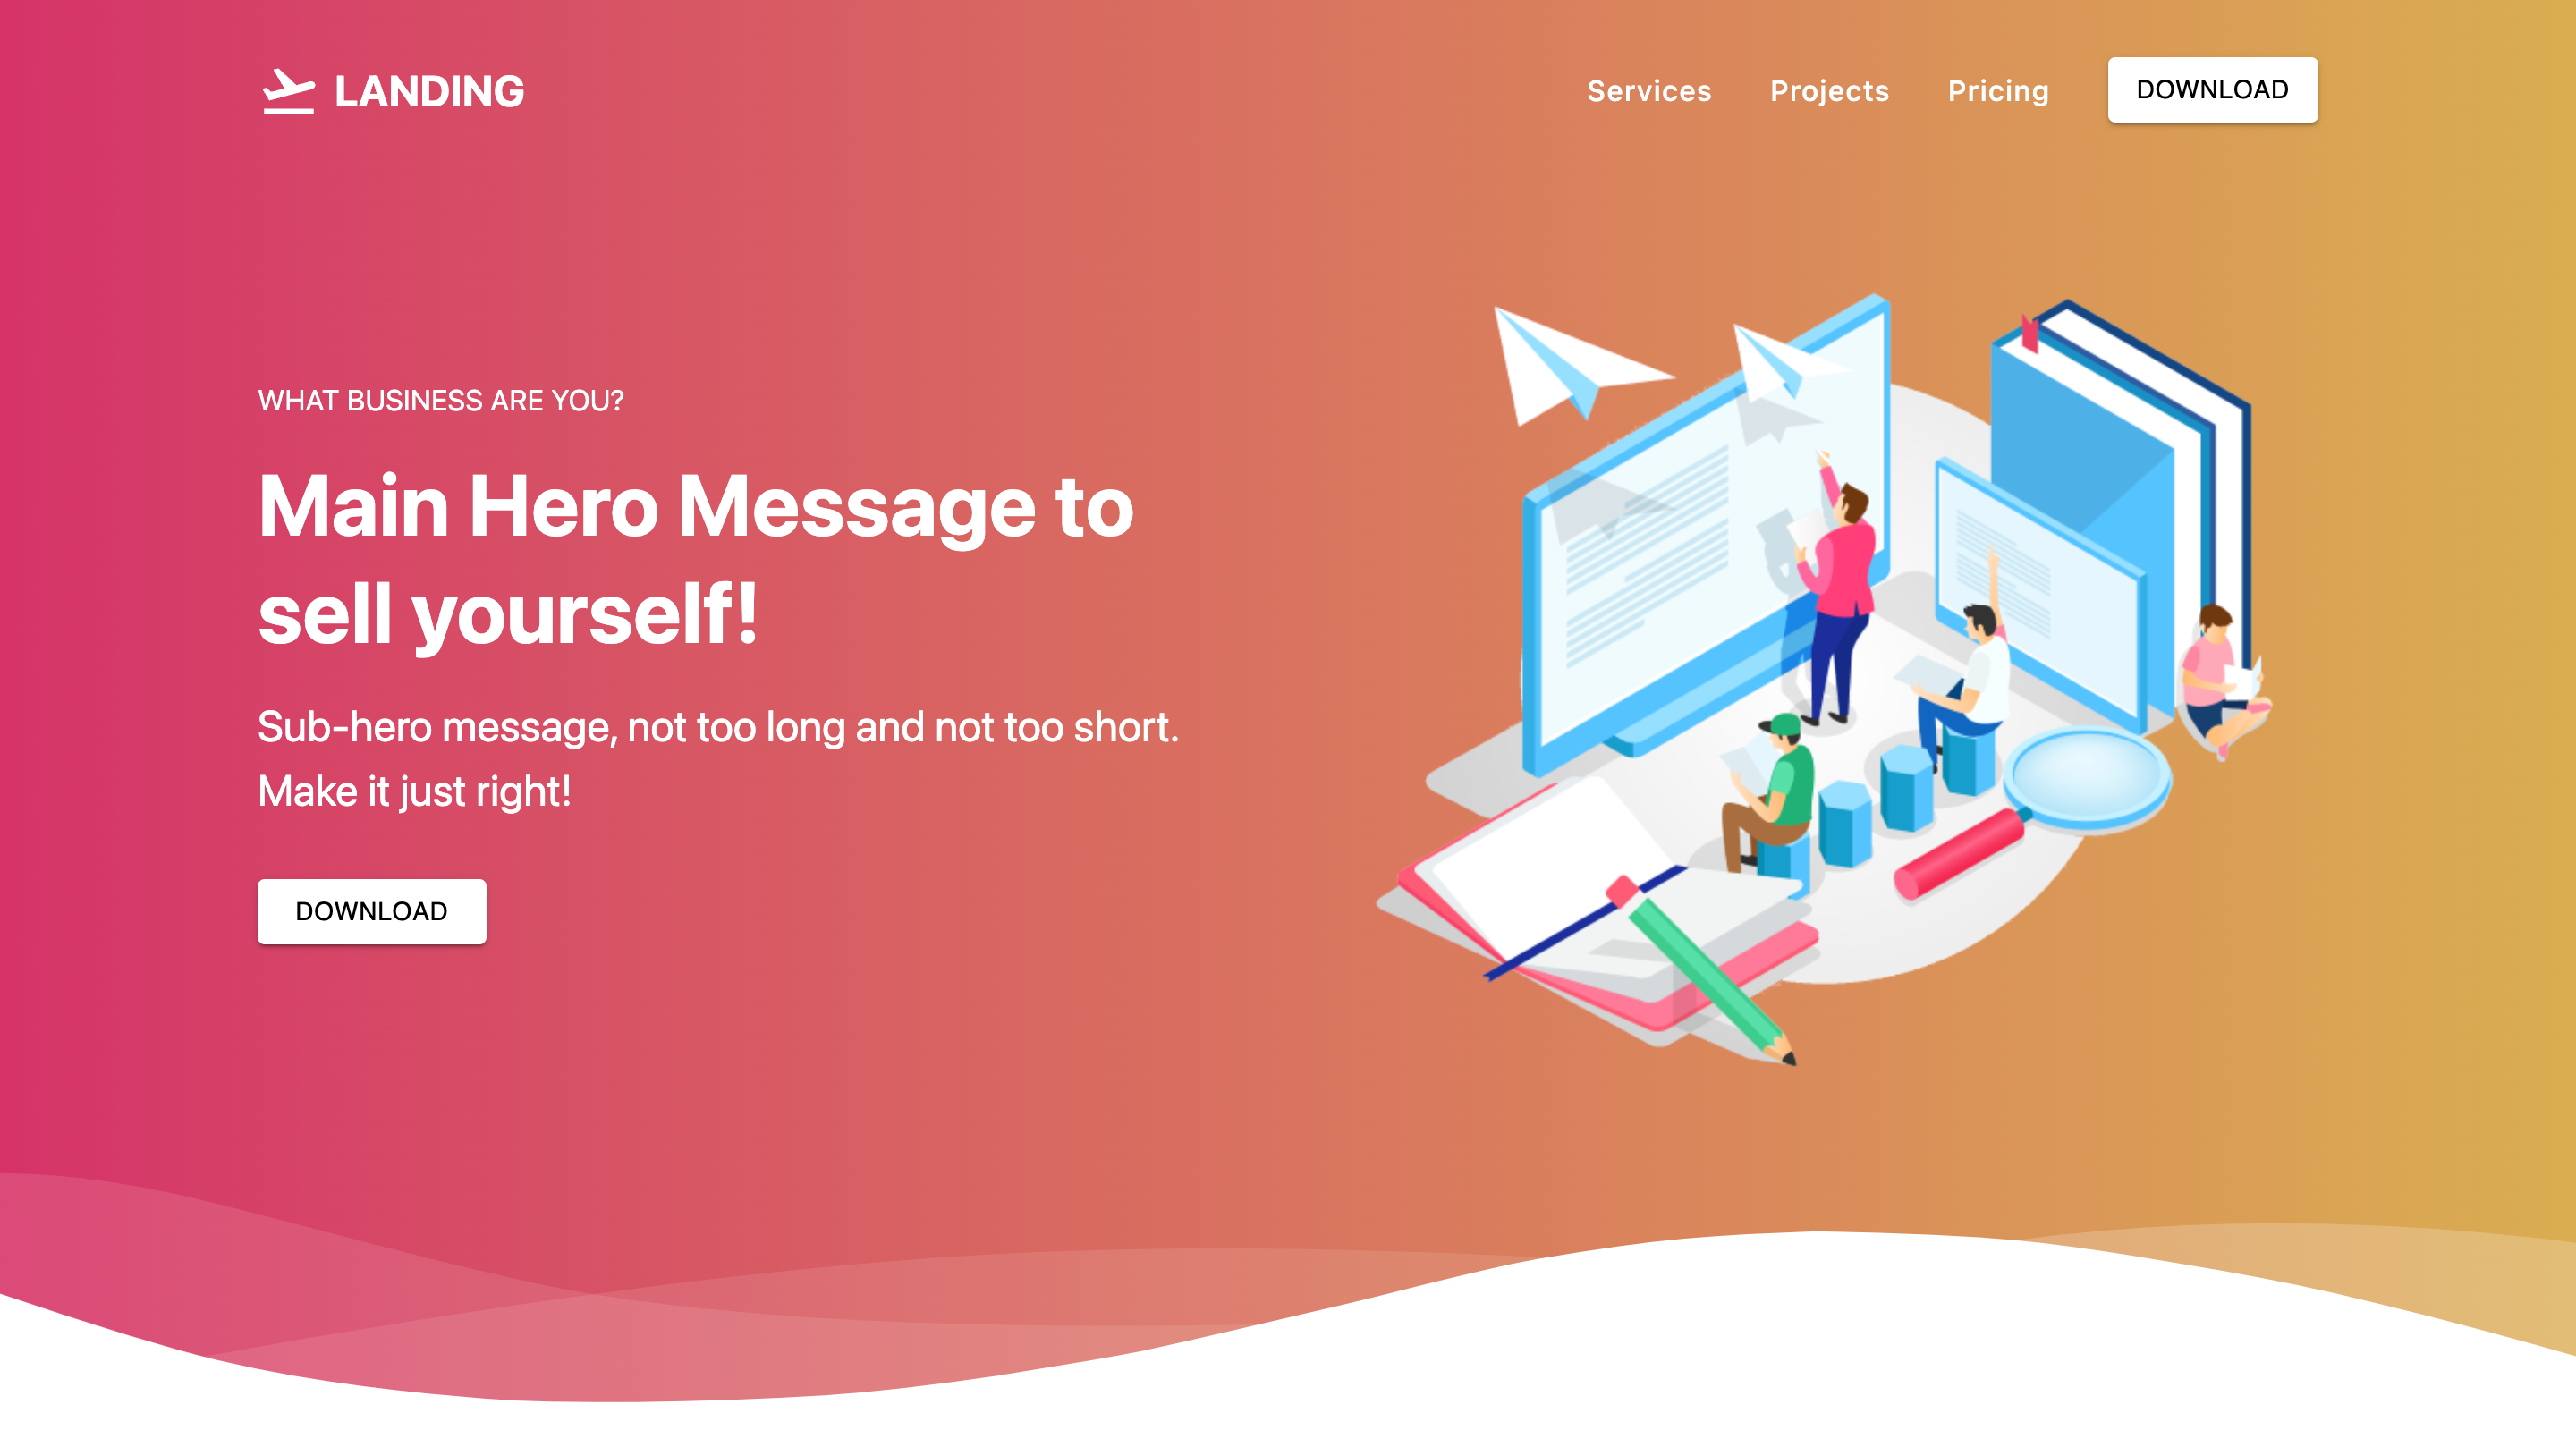 LANDING
Services
Projects
Pricing
DOWNLOAD
WHAT BUSINESS ARE YOU?
Main Hero Message to
sell yourself!
Sub-hero message, not too long and not too short.
Make it just right!
DOWNLOAD